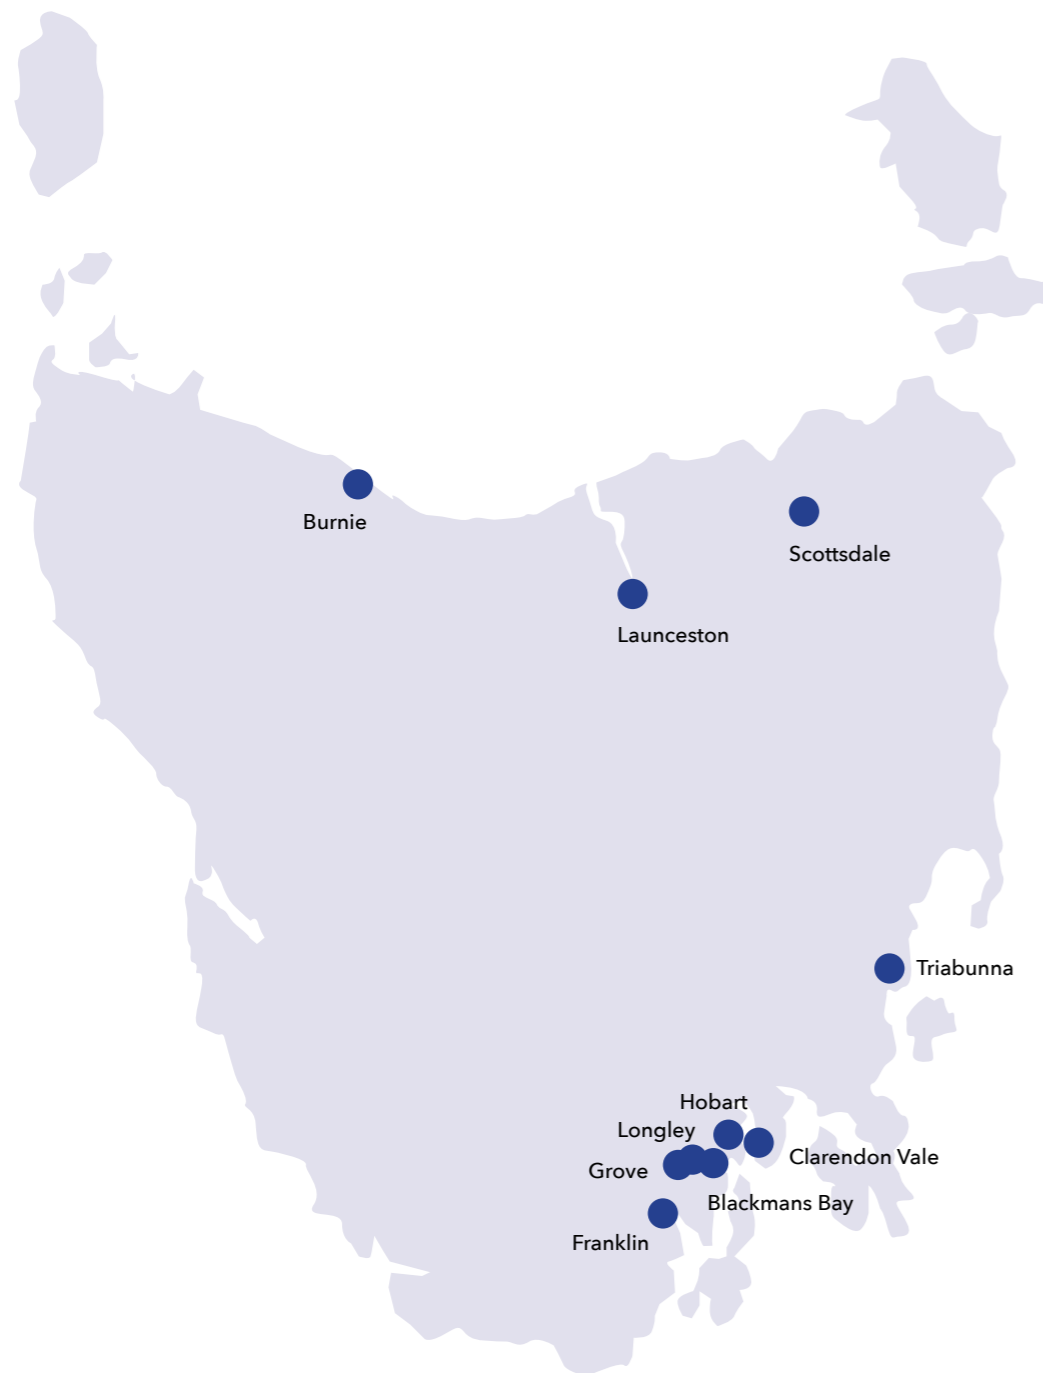 Burnie
Scottsdale
Launceston
Triabunna
Hobart
Longley
Clarendon Vale
Grove
Blackmans Bay
Franklin